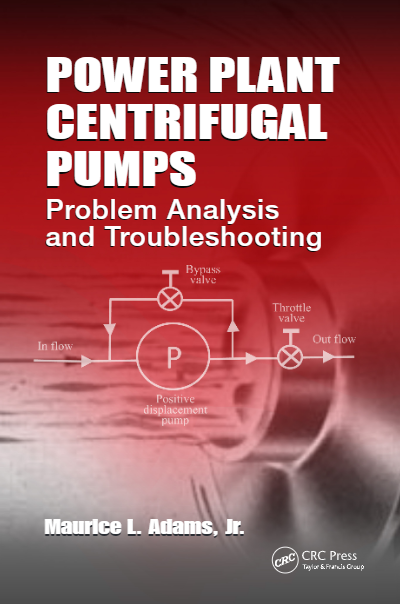 POWER PLANT
CENTRIFUGAL
PUMPS
Problem Analysis
and Troubleshooting
Bypass
valve
Throttle
valve
In flow
Out flow
P
Positive
displacement
pump
Maurice L. Adams, Jr.
CRC
CRC Press
Taylor & Francis Group